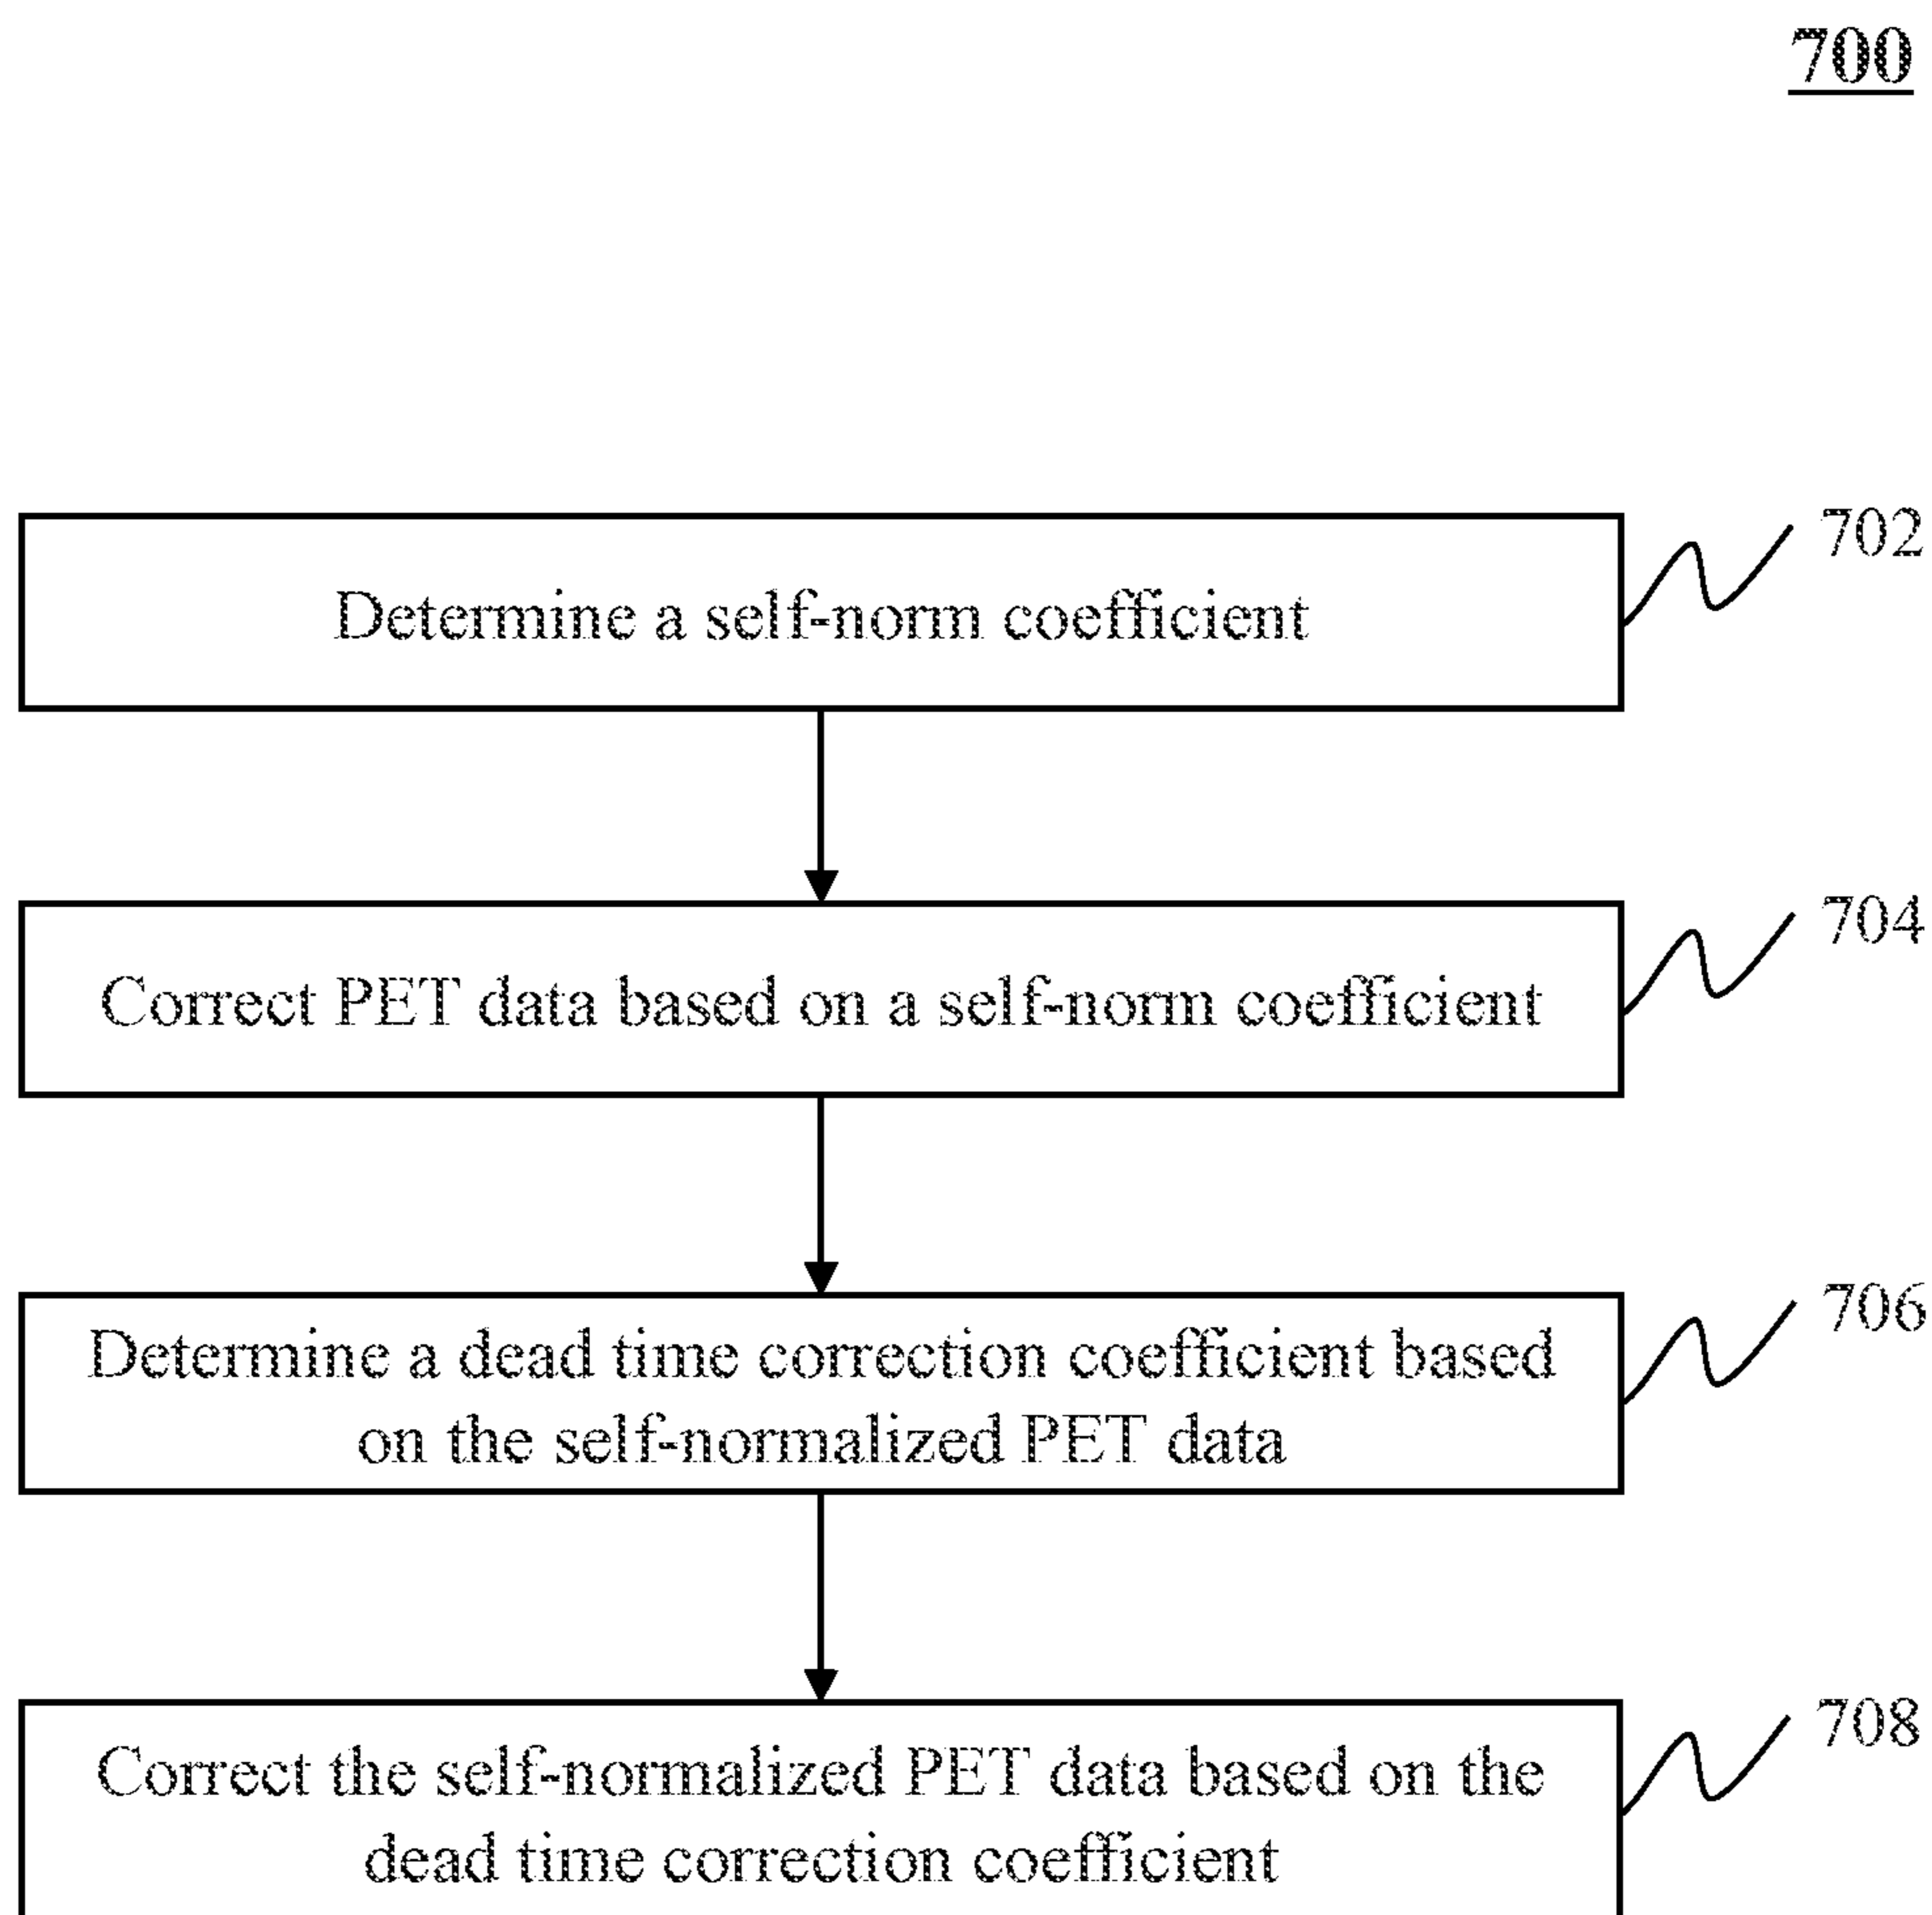 700
Determine a self-norm coefficient
702
Correct PET data based on a self-norm coefficient
704
Determine a dead time correction coefficient based
on the self-normalized PET data
706
Correct the self-normalized PET data based on the
dead time correction coefficient
708